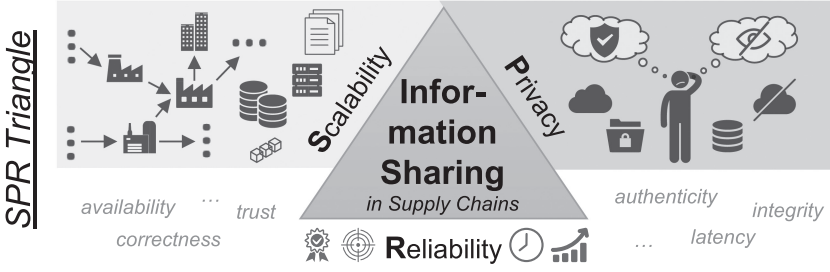 SPR Triangle
Scalability
Privacy
Infor-
mation
Sharing
in Supply Chains
availability
...
trust
correctness
Reliability
authenticity
integrity
...
latency